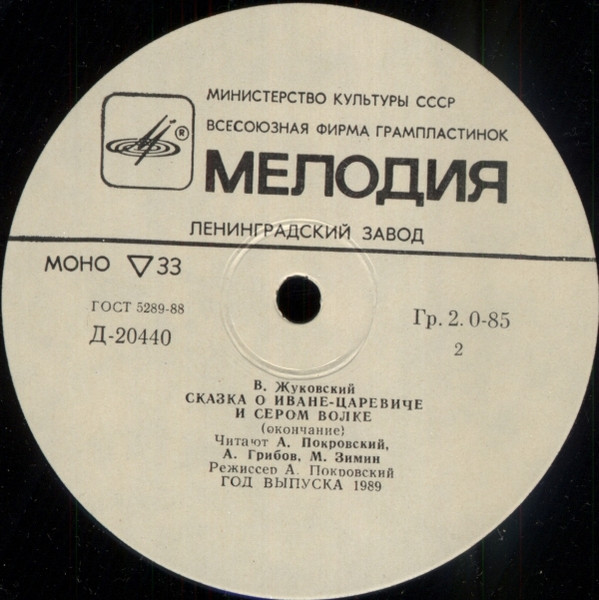 МИНИСТЕРСТВО КУЛЬТУРЫ СССР
ВСЕСОЮЗНАЯ ФИРМА ГРАМПЛАСТИНОК
®
МЕЛОДИЯ
ЛЕНИНГРАДСКИЙ ЗАВОД
МОНО ▽ 33
ГОСТ 5289-88
Д-20440
Гр. 2. 0-85
2
В. Жуковский
СКАЗКА О ИВАНЕ-ЦАРЕВИЧЕ
И СЕРОМ ВОЛКЕ
(окончание)
Читают А. Покровский,
А. Грибов, М. Зимин
Режиссер А. Покровский
ГОД ВЫПУСКА 1989